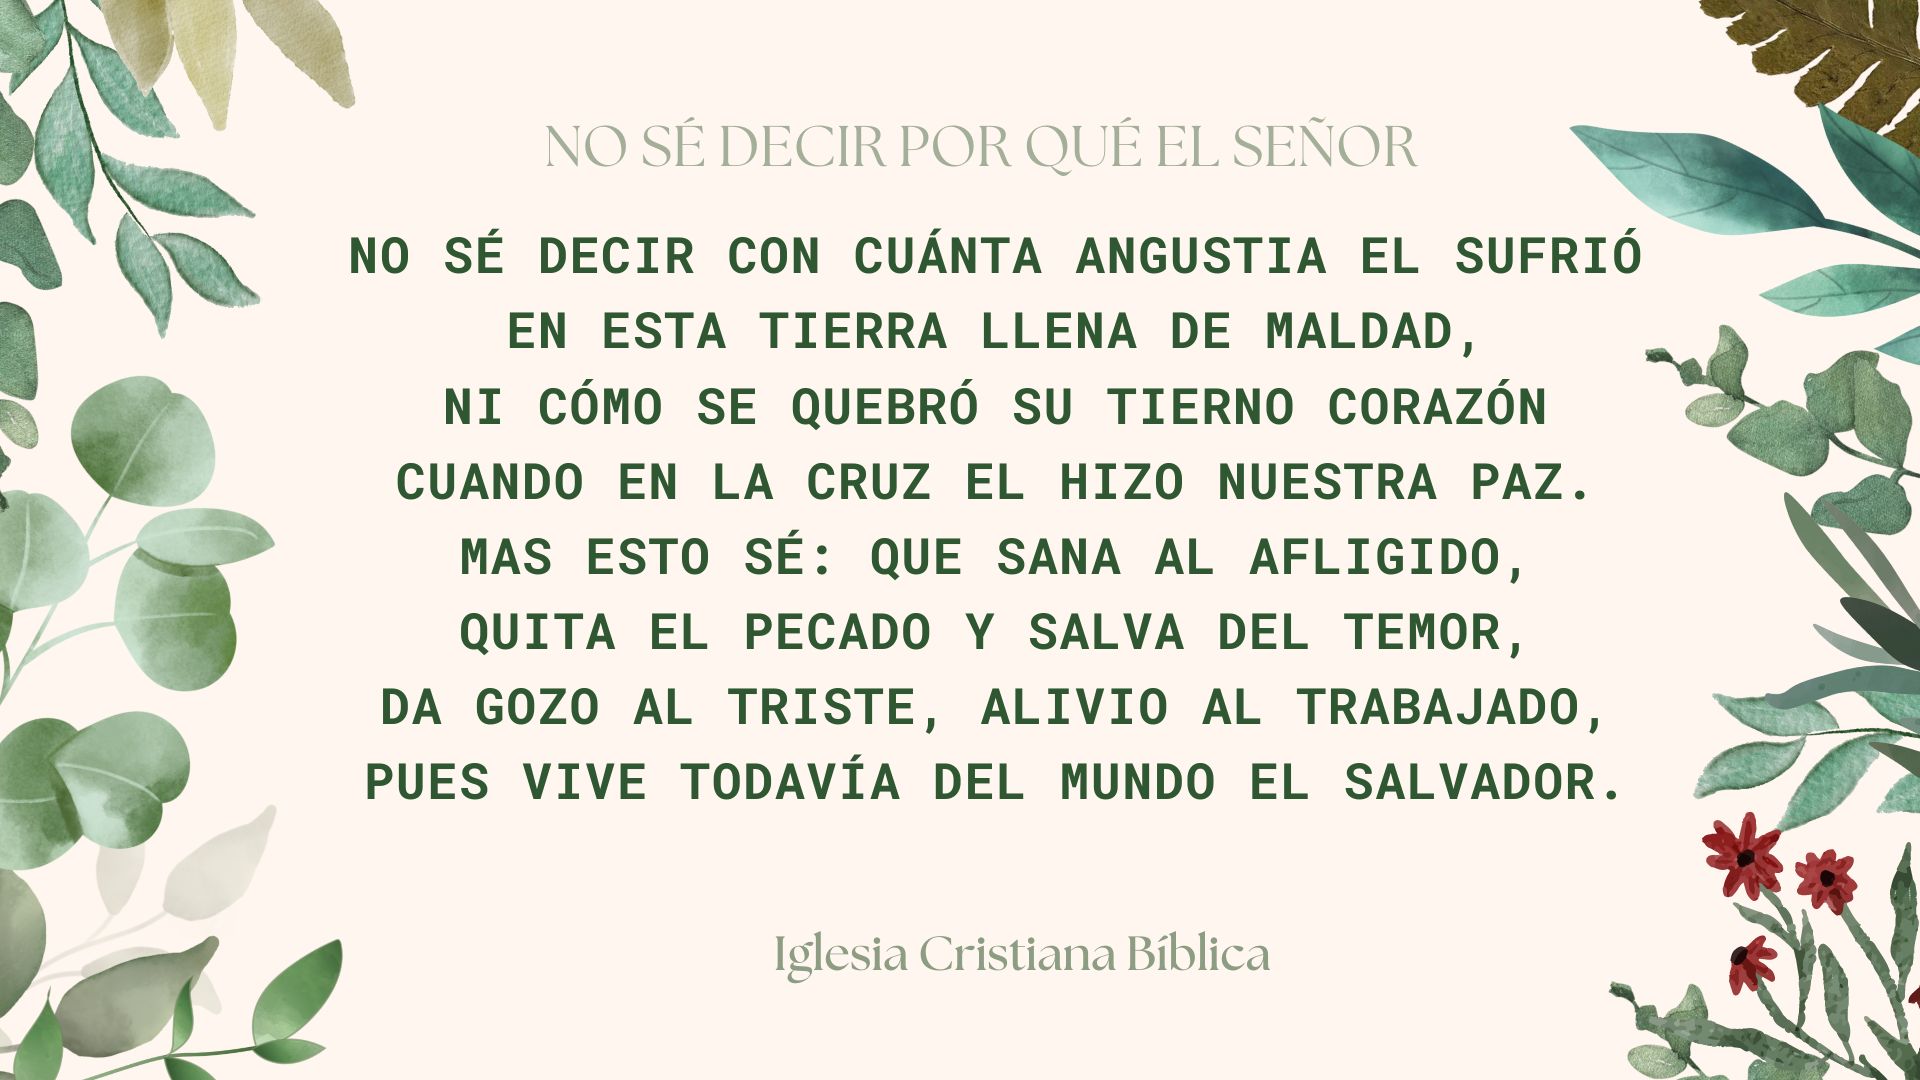 NO SÉ DECIR POR QUÉ EL SEÑOR
NO SÉ DECIR CON CUÁNTA ANGUSTIA EL SUFRIÓ
EN ESTA TIERRA LLENA DE MALDAD,
NI CÓMO SE QUEBRÓ SU TIERNO CORAZÓN
CUANDO EN LA CRUZ EL HIZO NUESTRA PAZ.
MAS ESTO SÉ: QUE SANA AL AFLIGIDO,
QUITA EL PECADO Y SALVA DEL TEMOR,
DA GOZO AL TRISTE, ALIVIO AL TRABAJADO,
PUES VIVE TODAVÍA DEL MUNDO EL SALVADOR.
Iglesia Cristiana Bíblica